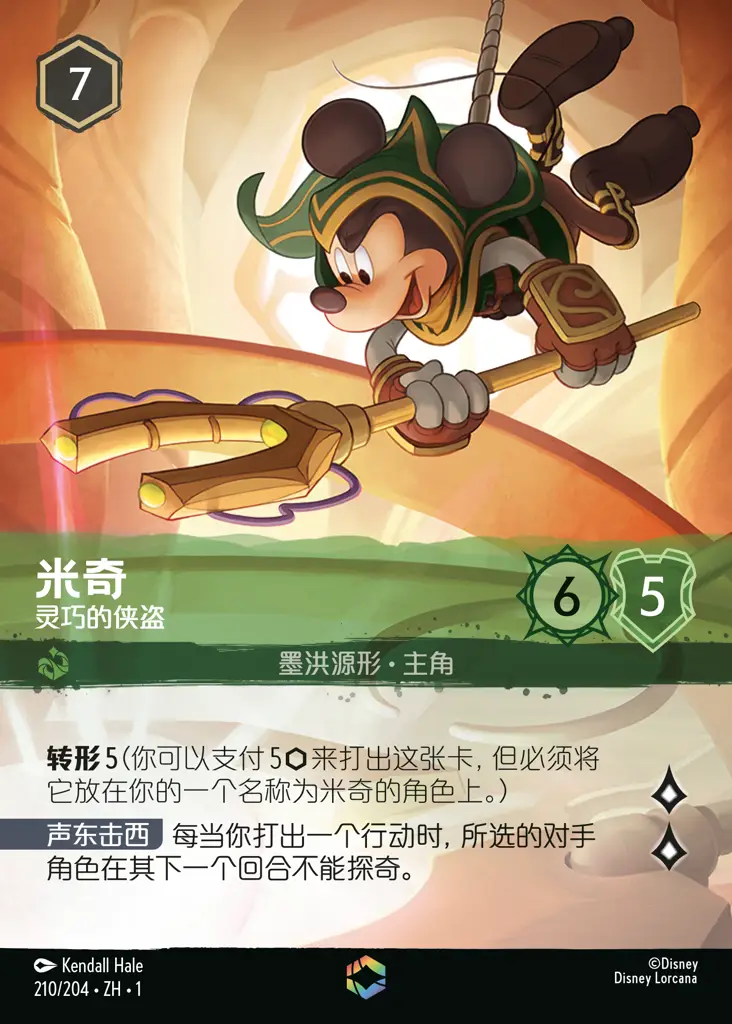 7
米奇
灵巧的侠盗
6
5
墨洪源形 • 主角
转形 5(你可以支付5⬡来打出这张卡, 但必须将
它放在你的一个名称为米奇的角色上。)
声东击西 每当你打出一个行动时, 所选的对手
角色在其下一个回合不能探奇。
Kendall Hale
©Disney
210/204 • ZH • 1
Disney Lorcana